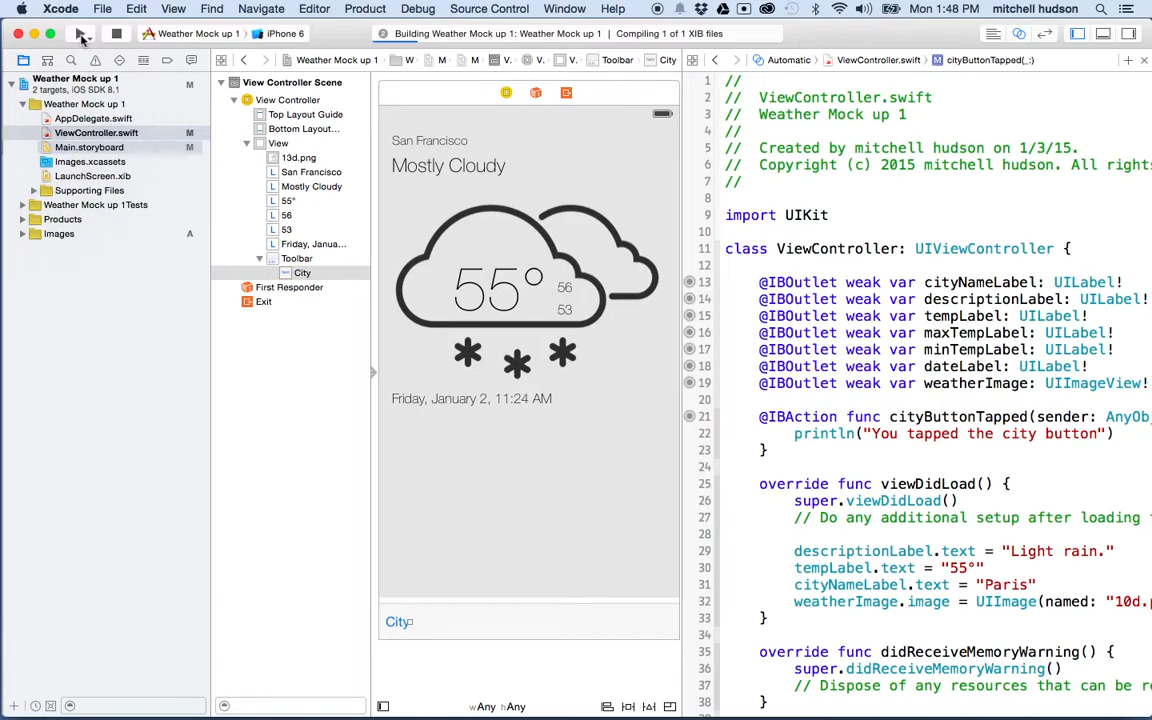 Xcode File Edit View Find Navigate Editor Product Debug Source Control Window Help 1:48 PM mitchell hudson
Weather Mock up 1 iPhone 6 Building Weather Mock up 1: Weather Mock up 1 | Compiling 1 of 1 XIB files
Weather Mock up 1 W M M V. V. Toolbar City Automatic ViewController.swift cityButtonTapped(_:)
Weather Mock up 1 M
2 targets, iOS SDK 8.1
Weather Mock up 1
AppDelegate.swift
ViewController.swift M
Main.storyboard M
Images.xcassets
LaunchScreen.xib
Supporting Files
Weather Mock up 1Tests
Products
Images A
View Controller Scene
View Controller
Top Layout Guide
Bottom Layout...
View
13d.png
L San Francisco
L Mostly Cloudy
L 55°
L 56
L 53
L Friday, Janua...
Toolbar
City
First Responder
Exit
San Francisco
Mostly Cloudy
55°
56
53
Friday, January 2, 11:24 AM
City
wAny hAny
1 //
2 // ViewController.swift
3 // Weather Mock up 1
4 //
5 // Created by mitchell hudson on 1/3/15.
6 // Copyright (c) 2015 mitchell hudson. All rights
7 //
8
9 import UIKit
10
11 class ViewController: UIViewController {
12
13 @IBOutlet weak var cityNameLabel: UILabel!
14 @IBOutlet weak var descriptionLabel: UILabel!
15 @IBOutlet weak var tempLabel: UILabel!
16 @IBOutlet weak var maxTempLabel: UILabel!
17 @IBOutlet weak var minTempLabel: UILabel!
18 @IBOutlet weak var dateLabel: UILabel!
19 @IBOutlet weak var weatherImage: UIImageView!
21 @IBAction func cityButtonTapped(sender: AnyOb
22 println("You tapped the city button")
23 }
24
25 override func viewDidLoad() {
26 super.viewDidLoad()
27 // Do any additional setup after loading
28
29 descriptionLabel.text = "Light rain."
30 tempLabel.text = "55°"
31 cityNameLabel.text = "Paris"
32 weatherImage.image = UIImage(named: "10d.p
33 }
34
35 override func didReceiveMemoryWarning() {
36 super.didReceiveMemoryWarning()
37 // Dispose of any resources that can be re
38 }